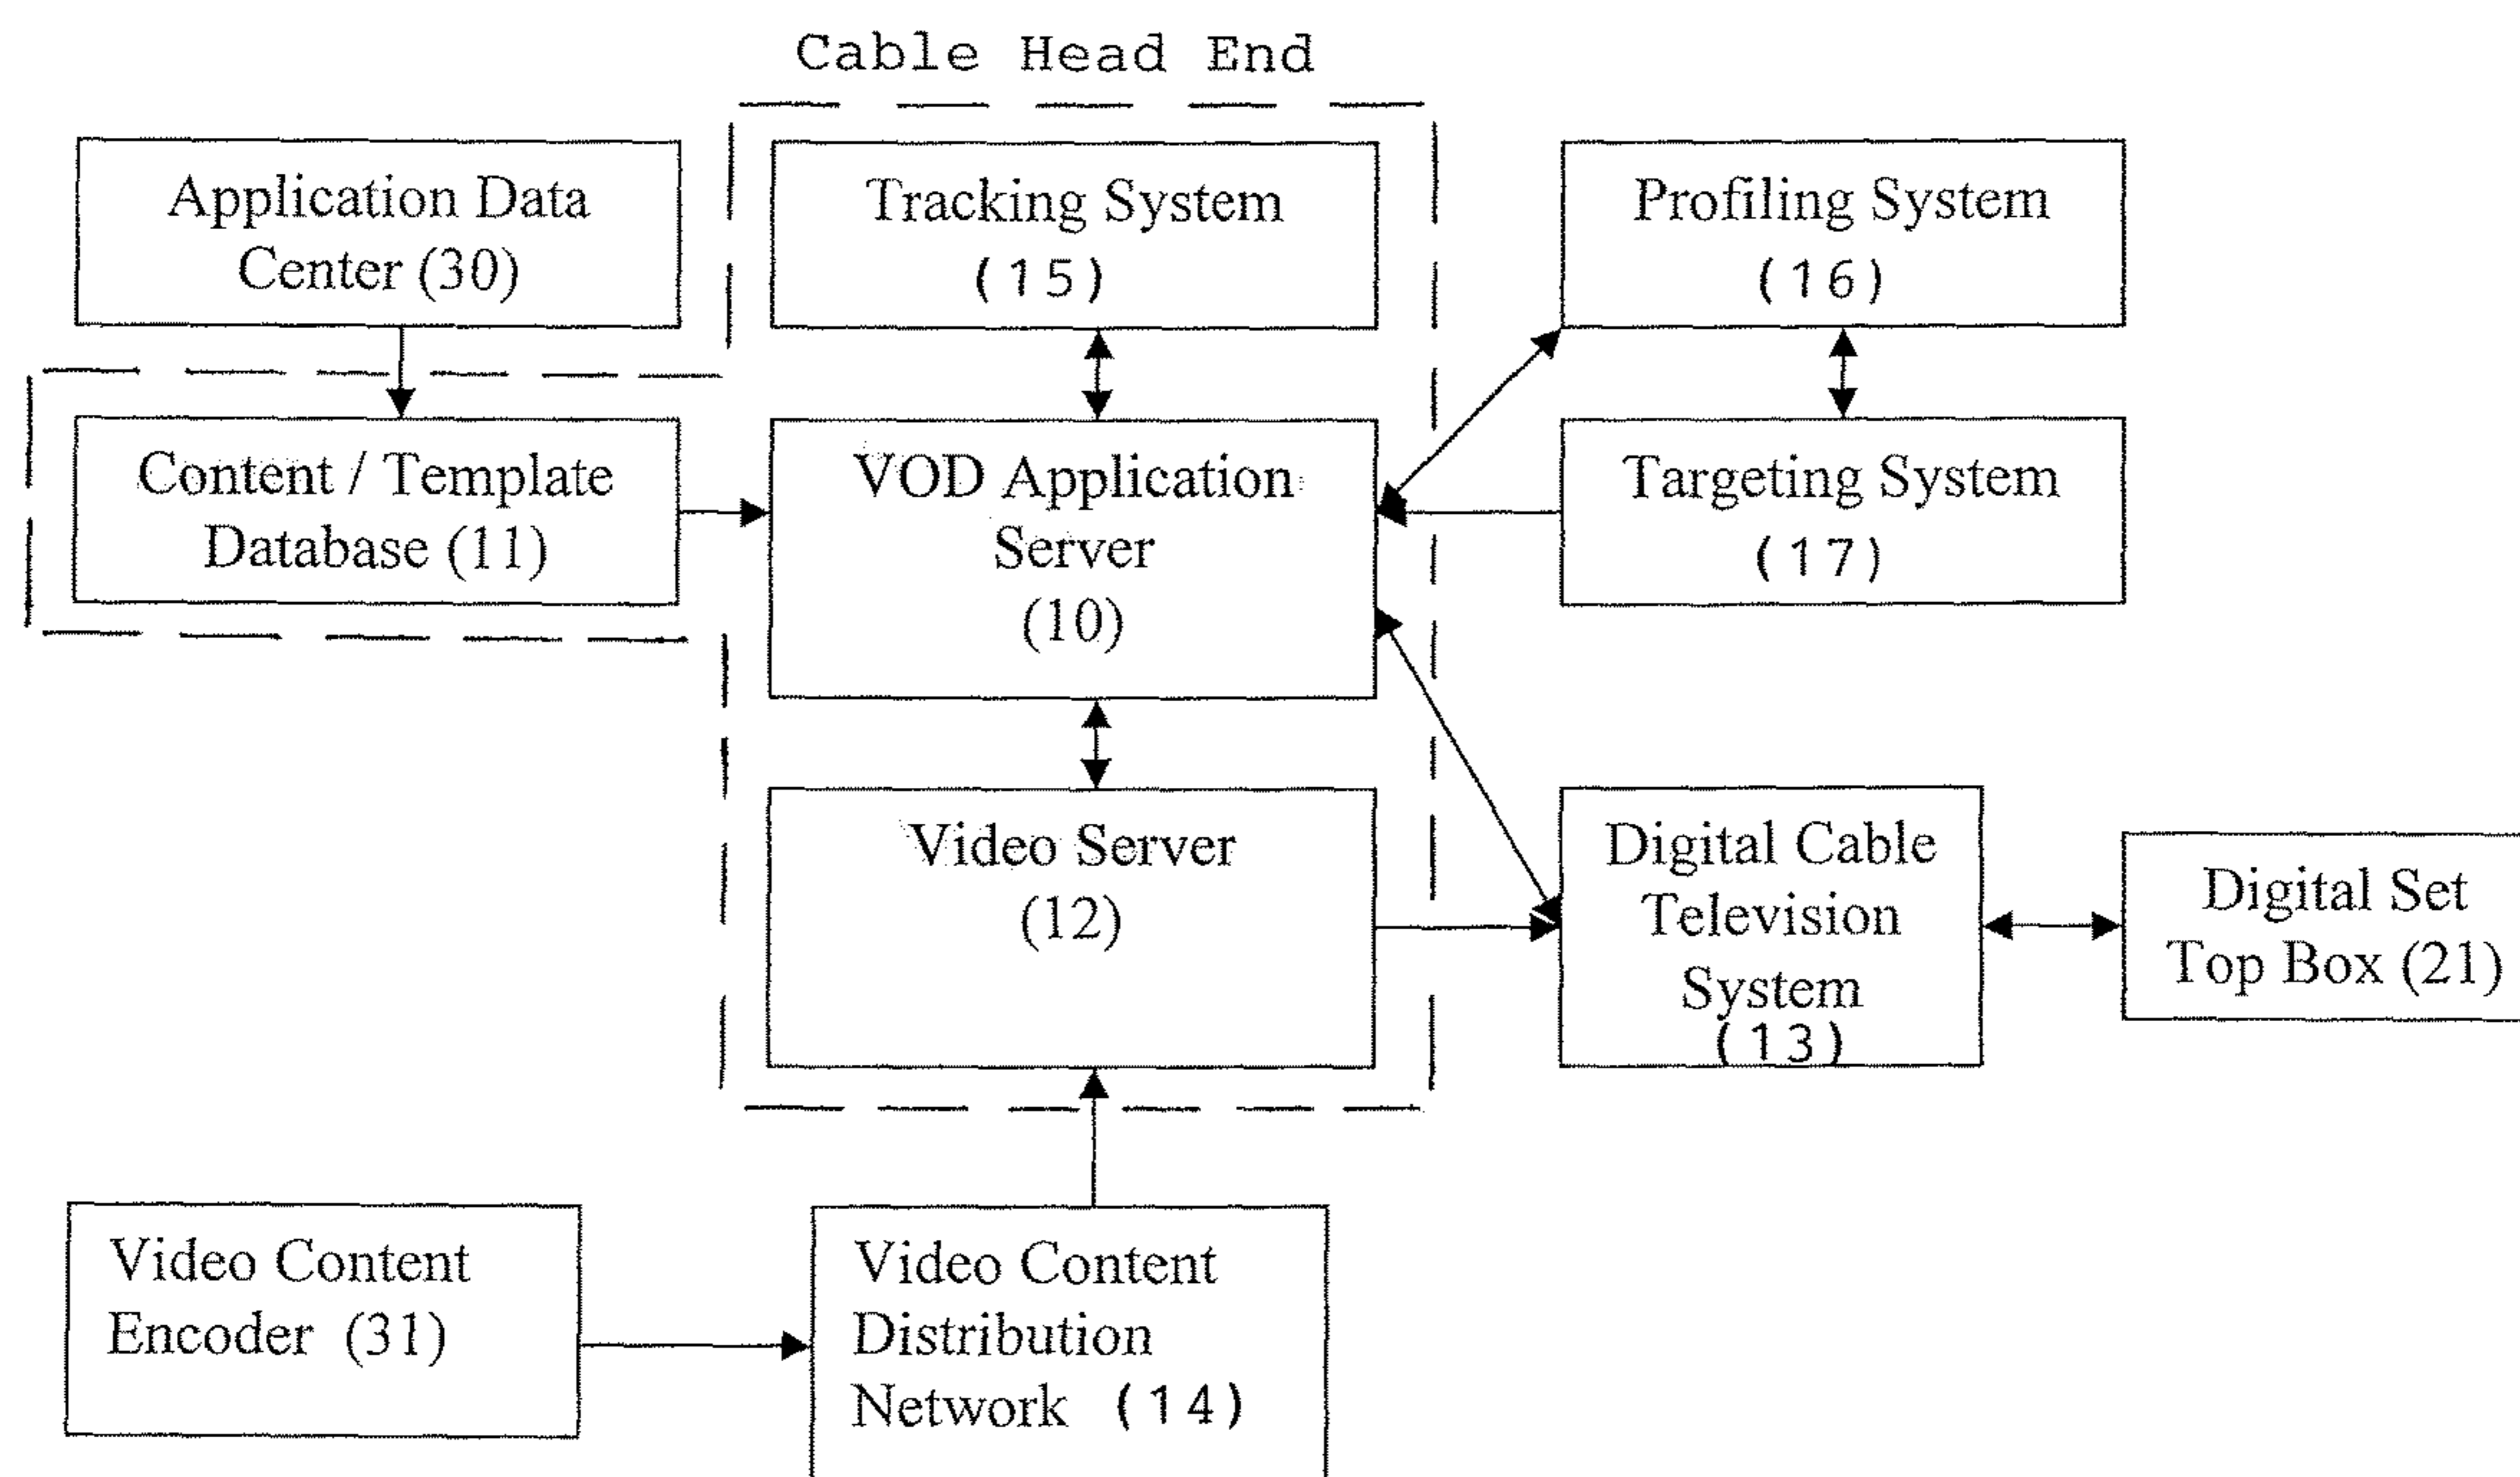 Cable Head End
Application Data
Center (30)
Tracking System
(15)
Profiling System
(16)
Content / Template
Database (11)
VOD Application
Server
(10)
Targeting System
(17)
Video Server
(12)
Digital Cable
Television
System
(13)
Digital Set
Top Box (21)
Video Content
Encoder (31)
Video Content
Distribution
Network (14)